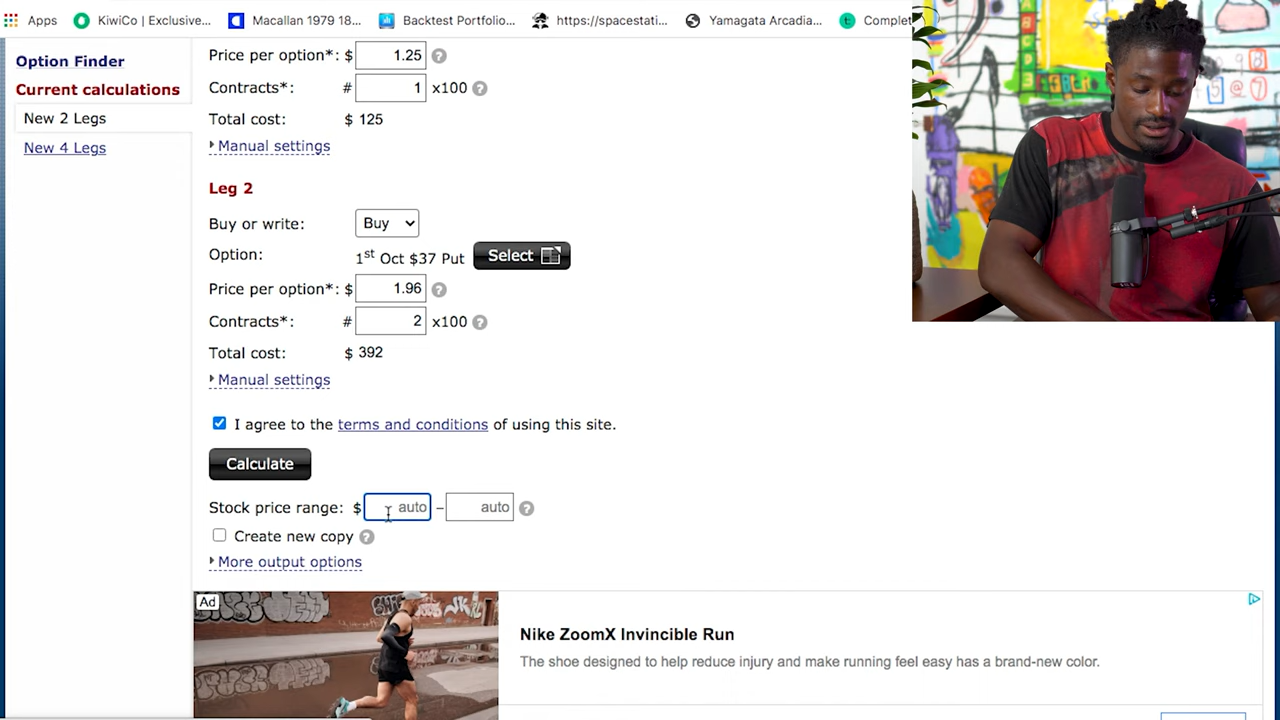 Apps KiwiCo | Exclusive... Macallan 1979 18... Backtest Portfolio... https://spacestati... Yamagata Arcadia... Complet
Option Finder
Current calculations
New 2 Legs
New 4 Legs
Price per option*: $ 1.25 ?
Contracts*: # 1 x100 ?
Total cost: $ 125
Manual settings
Leg 2
Buy or write: Buy
Option: 1st Oct $37 Put Select
Price per option*: $ 1.96 ?
Contracts*: # 2 x100 ?
Total cost: $ 392
Manual settings
I agree to the terms and conditions of using this site.
Calculate
Stock price range: $ auto – auto ?
Create new copy ?
More output options
Ad
Nike ZoomX Invincible Run
The shoe designed to help reduce injury and make running feel easy has a brand-new color.